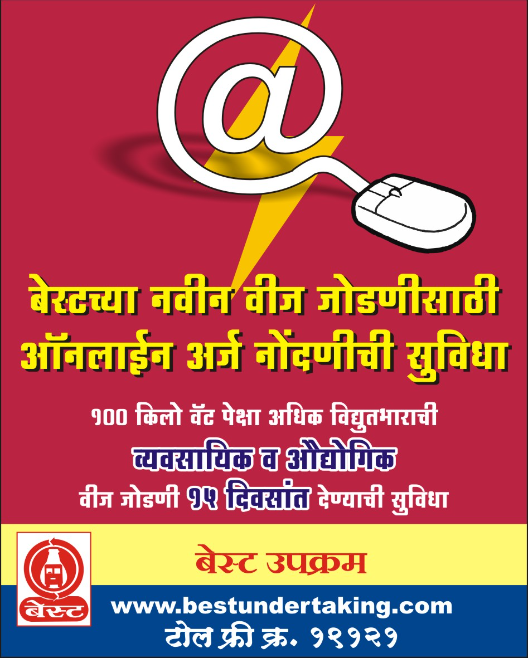 @
बेस्टच्या नवीन वीज जोडणीसाठी
ऑनलाईन अर्ज नोंदणीची सुविधा
१00 किलो वॅट पेक्षा अधिक विद्युतभाराची
व्यवसायिक व औद्योगिक
वीज जोडणी १५ दिवसांत देण्याची सुविधा
बेस्ट
बेस्ट उपक्रम
www.bestundertaking.com
टोल फ्री क्र. १९१२१